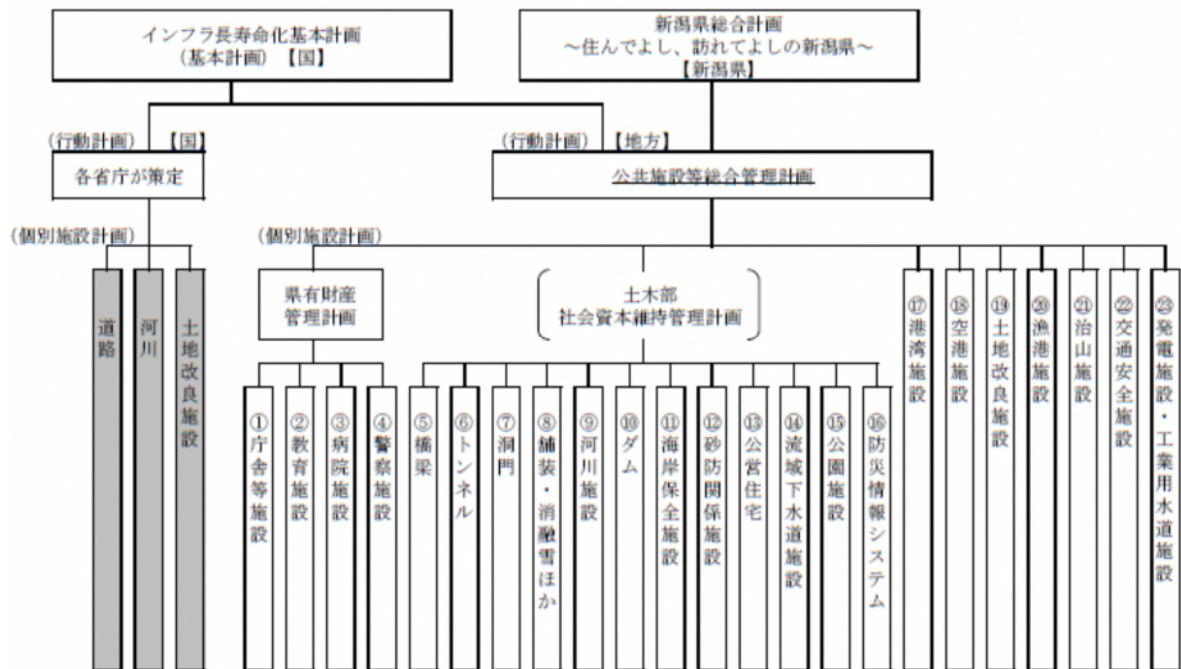 インフラ長寿命化基本計画
(基本計画)【国】
新潟県総合計画
～住んでよし、訪れてよしの新潟県～
【新潟県】
(行動計画) 【国】
各省庁が策定
(行動計画) 【地方】
公共施設等総合管理計画
(個別施設計画)
(個別施設計画)
道路
河川
土地改良施設
県有財産
管理計画
土木部
社会資本維持管理計画
①庁舎等施設
②教育施設
③病院施設
④警察施設
⑤橋梁
⑥トンネル
⑦洞門
⑧舗装・消融雪ほか
⑨河川施設
⑩ダム
⑪海岸保全施設
⑫砂防関係施設
⑬公営住宅
⑭流域下水道施設
⑮公園施設
⑯防災情報システム
⑰港湾施設
⑱空港施設
⑲土地改良施設
⑳漁港施設
㉑治山施設
㉒交通安全施設
㉓発電施設・工業用水道施設